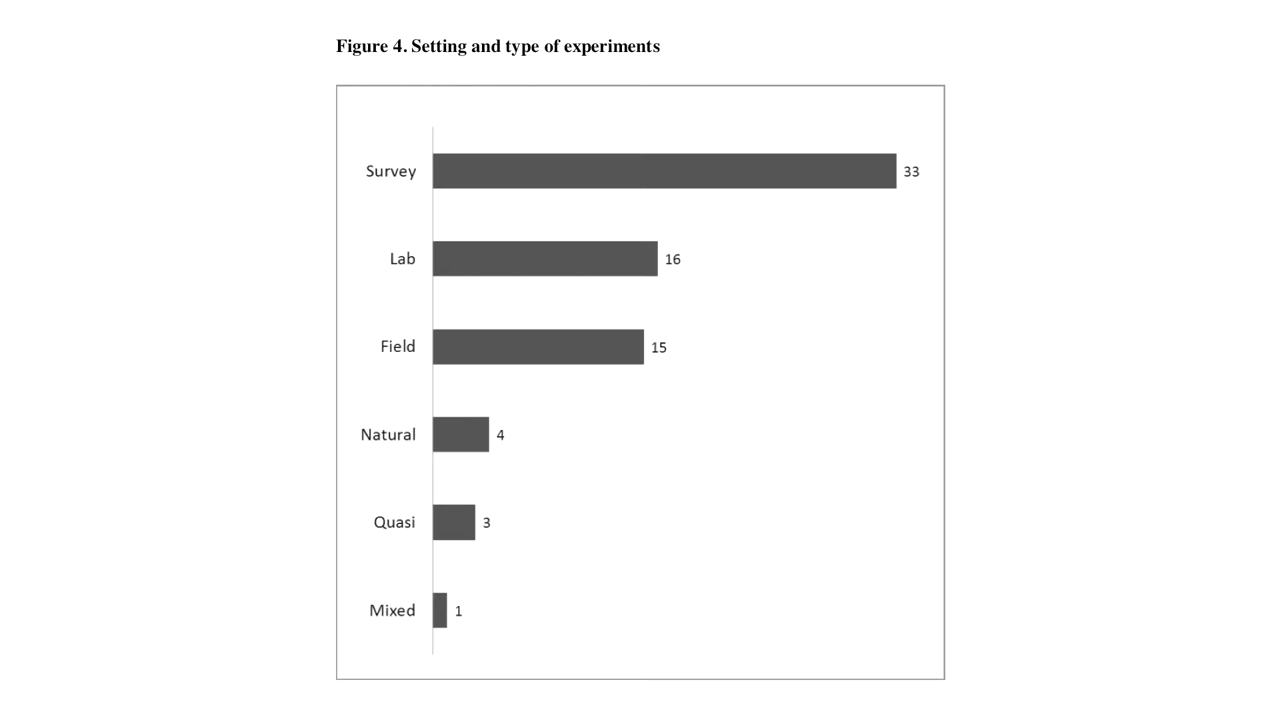 Figure 4. Setting and type of experiments
Survey 33
Lab 16
Field 15
Natural 4
Quasi 3
Mixed 1